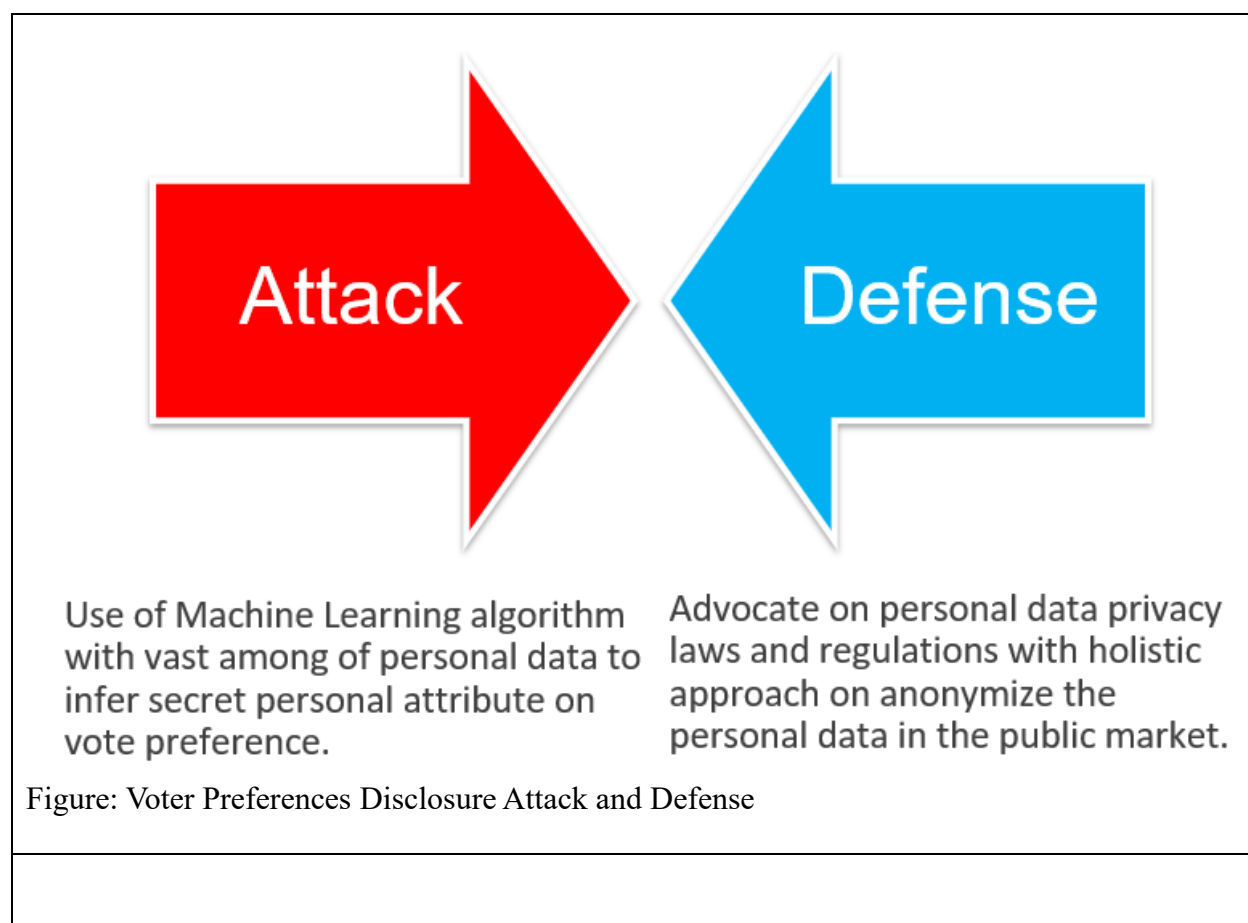 Attack
Defense
Use of Machine Learning algorithm
with vast among of personal data to
infer secret personal attribute on
vote preference.
Advocate on personal data privacy
laws and regulations with holistic
approach on anonymize the
personal data in the public market.
Figure: Voter Preferences Disclosure Attack and Defense